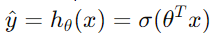 ŷ = h_θ(x) = σ(θ^T x)